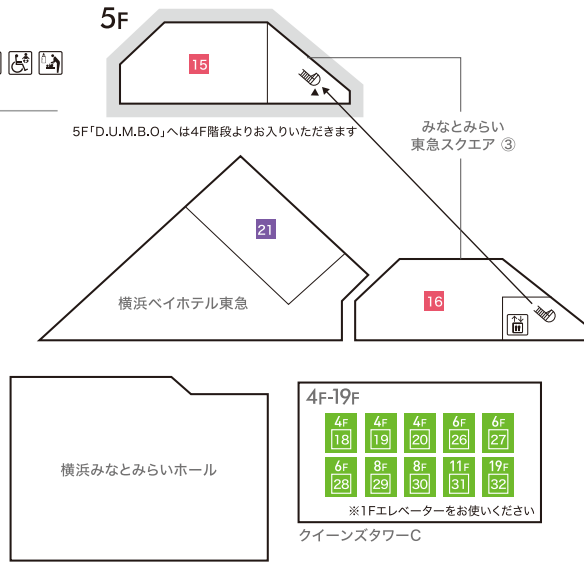 5F
15
5F「D.U.M.B.O」へは4F階段よりお入りいただきます
みなとみらい
東急スクエア ③
21
横浜ベイホテル東急
16
横浜みなとみらいホール
4F-19F
4F 4F 4F 6F 6F
18 19 20 26 27
6F 8F 8F 11F 19F
28 29 30 31 32
※1Fエレベーターをお使いください
クイーンズタワーC